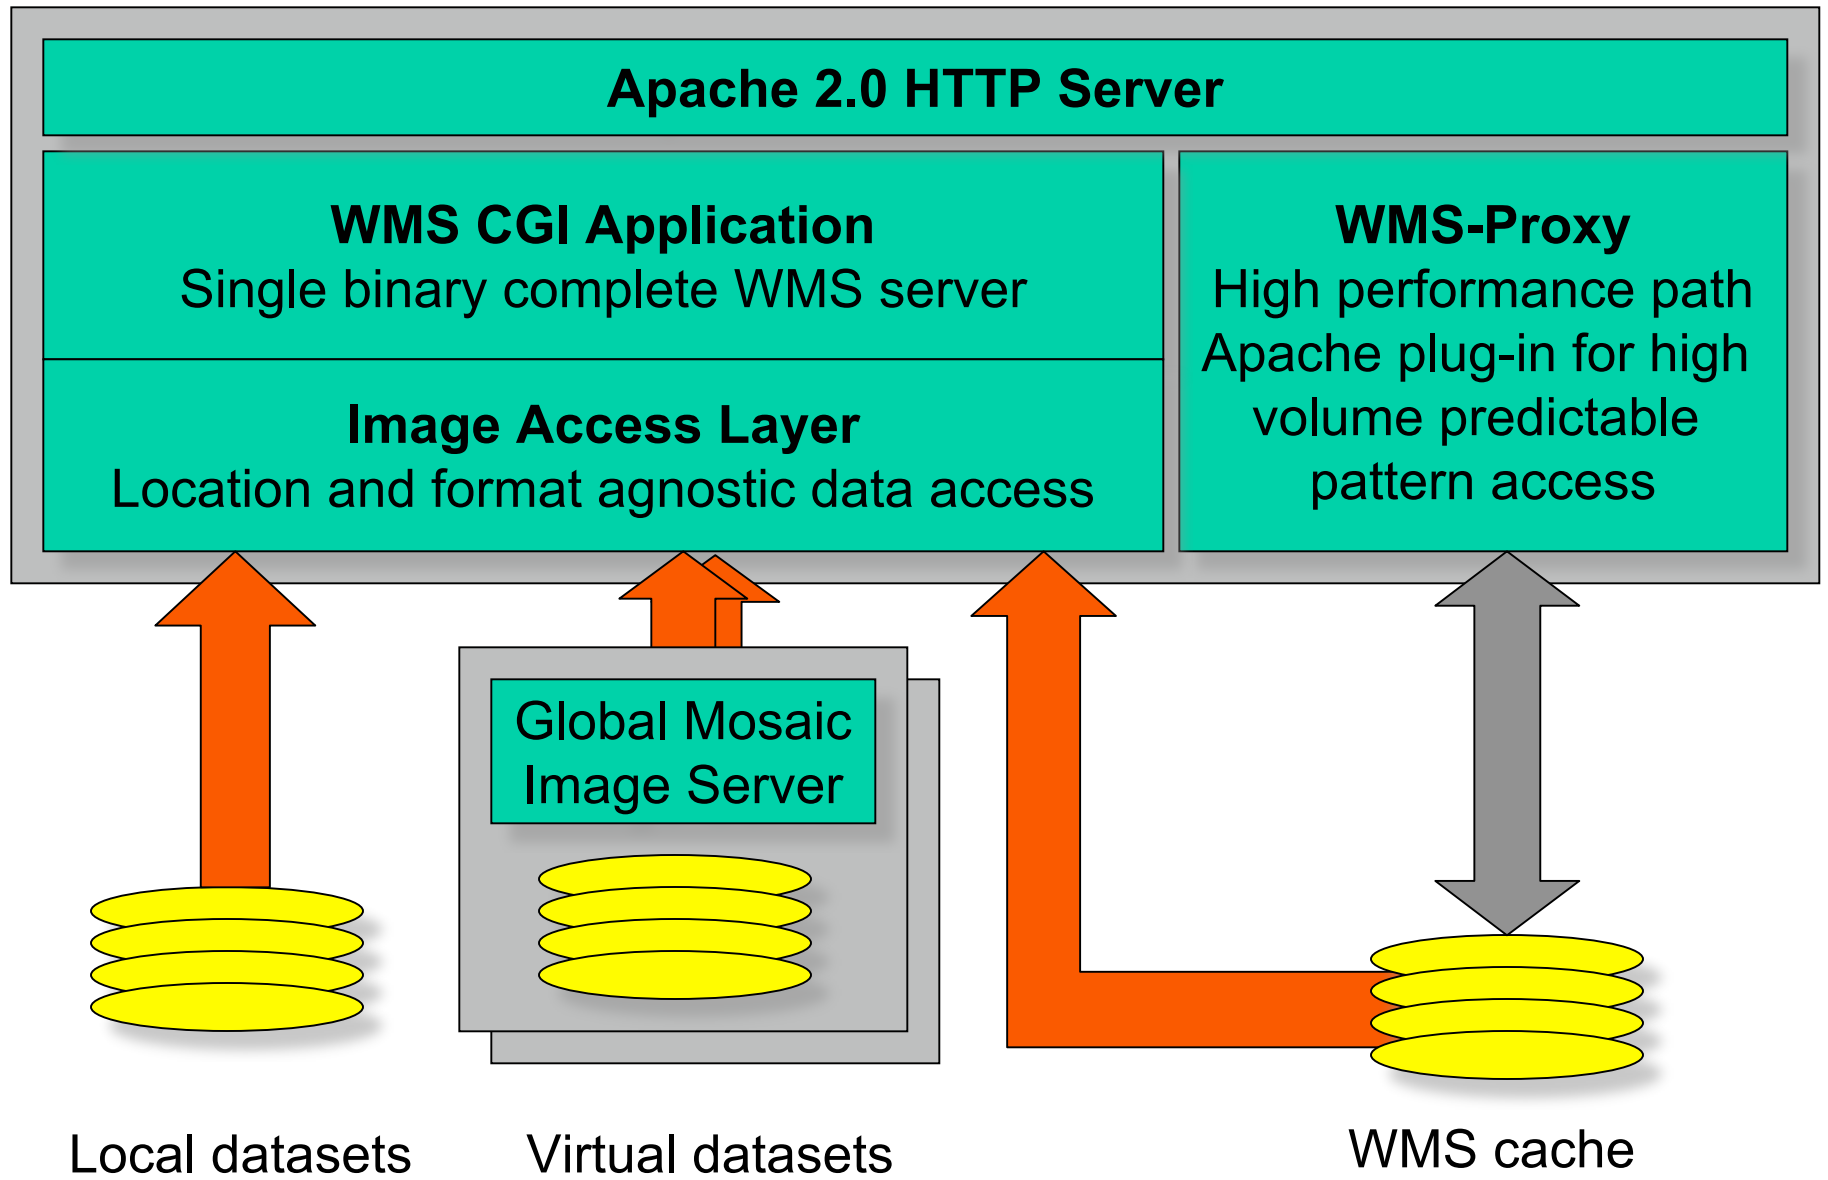 Apache 2.0 HTTP Server
WMS CGI Application
Single binary complete WMS server
Image Access Layer
Location and format agnostic data access
WMS-Proxy
High performance path
Apache plug-in for high
volume predictable
pattern access
Global Mosaic
Image Server
Local datasets
Virtual datasets
WMS cache